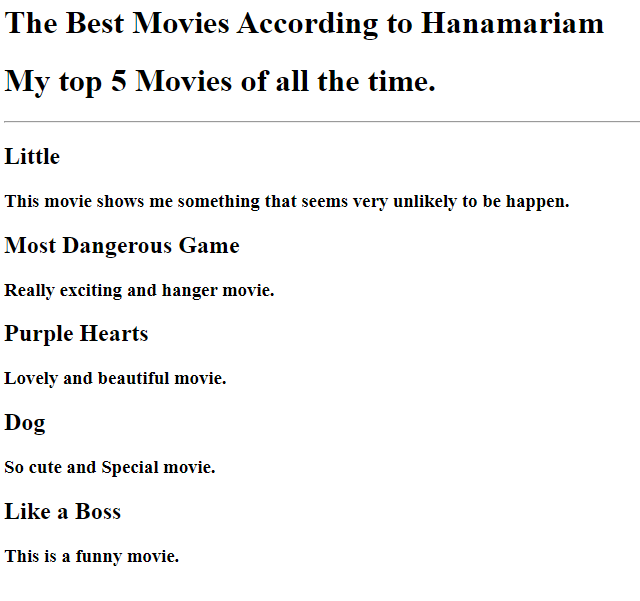 The Best Movies According to Hanamariam
My top 5 Movies of all the time.
Little
This movie shows me something that seems very unlikely to be happen.
Most Dangerous Game
Really exciting and hanger movie.
Purple Hearts
Lovely and beautiful movie.
Dog
So cute and Special movie.
Like a Boss
This is a funny movie.